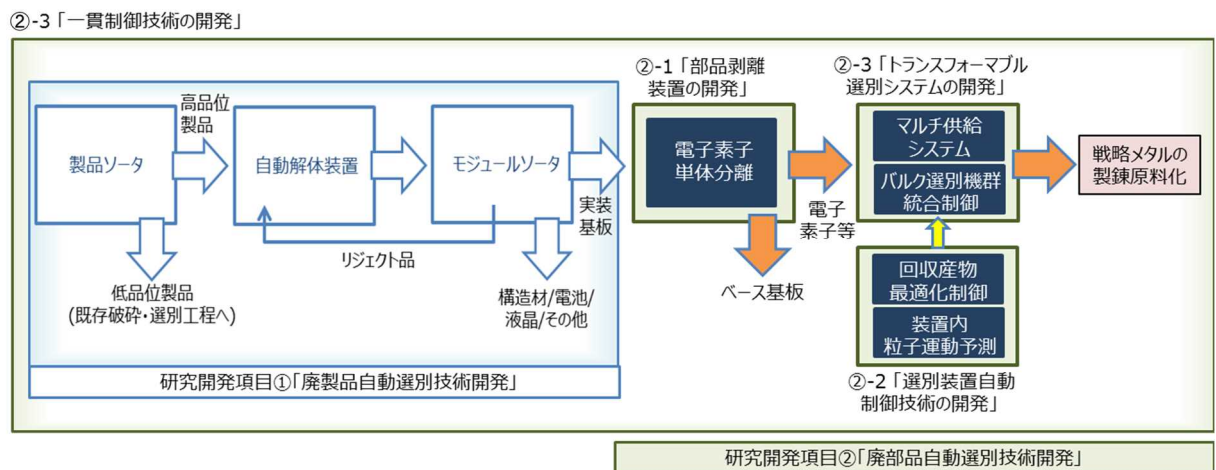 ②-3「一貫制御技術の開発」
製品ソータ
高品位
製品
自動解体装置
モジュールソータ
実装
基板
リジェクト品
低品位製品
(既存破砕・選別工程へ)
構造材/電池/
液晶/その他
研究開発項目①「廃製品自動選別技術開発」
②-1「部品剥離
装置の開発」
電子素子
単体分離
電子
素子等
ベース基板
②-3「トランスフォーマブル
選別システムの開発」
マルチ供給
システム
バルク選別機群
統合制御
戦略メタルの
製錬原料化
回収産物
最適化制御
装置内
粒子運動予測
②-2「選別装置自動
制御技術の開発」
研究開発項目②「廃部品自動選別技術開発」